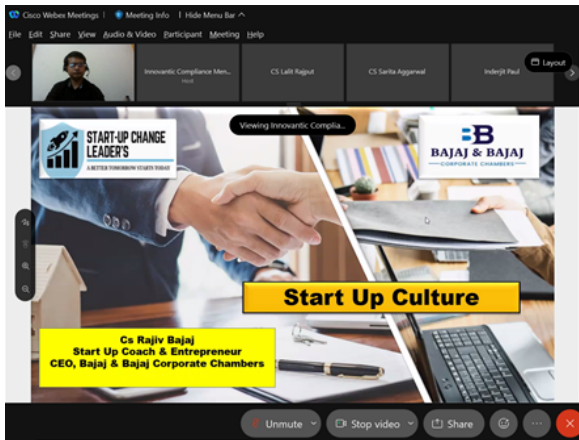 Cisco Webex Meetings
Meeting Info
Hide Menu Bar
File Edit Share View Audio & Video Participant Meeting Help
Innovantic Compliance Men...
Host
CS Lalit Rajput
CS Sarita Aggarwal
Inderjit Paul
Layout
Viewing Innovantic Complia...
START-UP CHANGE
LEADER'S
A BETTER TOMORROW STARTS TODAY
BB
BAJAJ & BAJAJ
CORPORATE CHAMBERS
Start Up Culture
Cs Rajiv Bajaj
Start Up Coach & Entrepreneur
CEO, Bajaj & Bajaj Corporate Chambers
Unmute
Stop video
Share